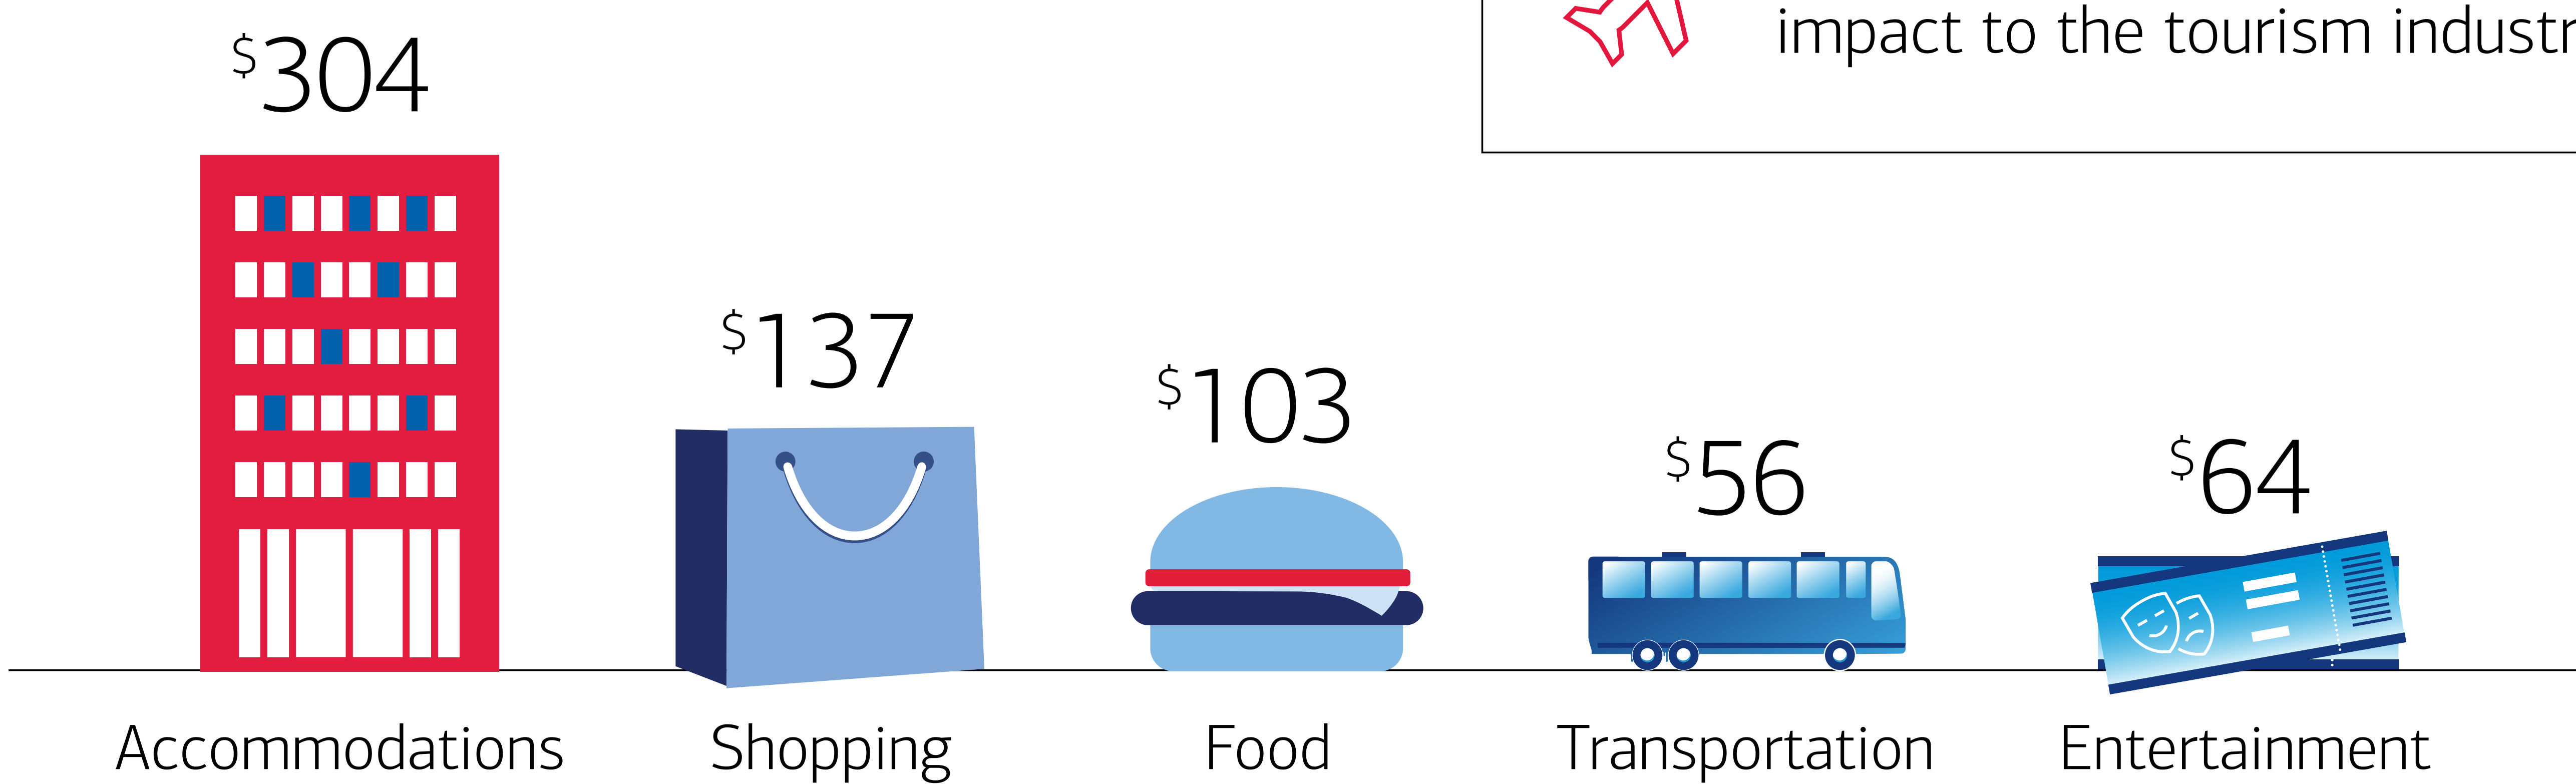 impact to the tourism industr
$304
$137
$103
$56
$64
Accommodations
Shopping
Food
Transportation
Entertainment